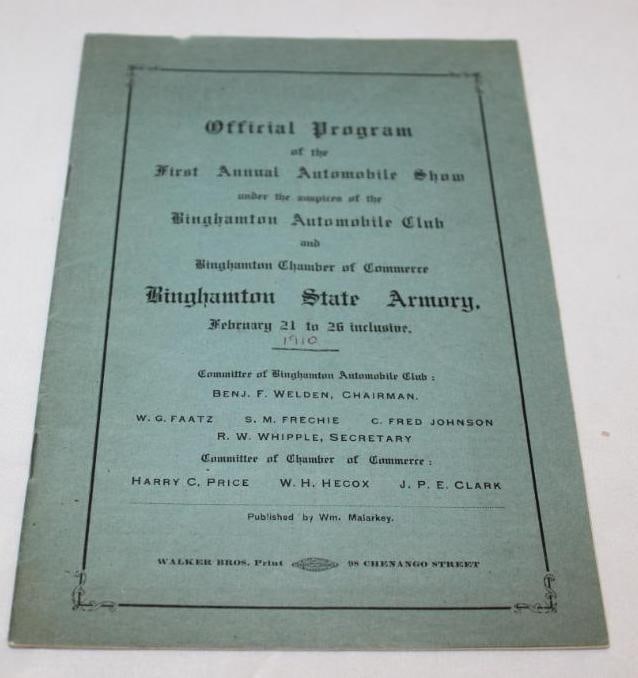 Official Program
of the
First Annual Automobile Show
under the auspices of the
Binghamton Automobile Club
and
Binghamton Chamber of Commerce
Binghamton State Armory,
February 21 to 26 inclusive.
1910
Committee of Binghamton Automobile Club :
BENJ. F. WELDEN, CHAIRMAN.
W. G. FAATZ S. M. FRECHIE C. FRED JOHNSON
R. W. WHIPPLE, SECRETARY
Committee of Chamber of Commerce :
HARRY C. PRICE W. H. HECOX J. P. E. CLARK
Published by Wm. Malarkey.
WALKER BROS. Print 98 CHENANGO STREET